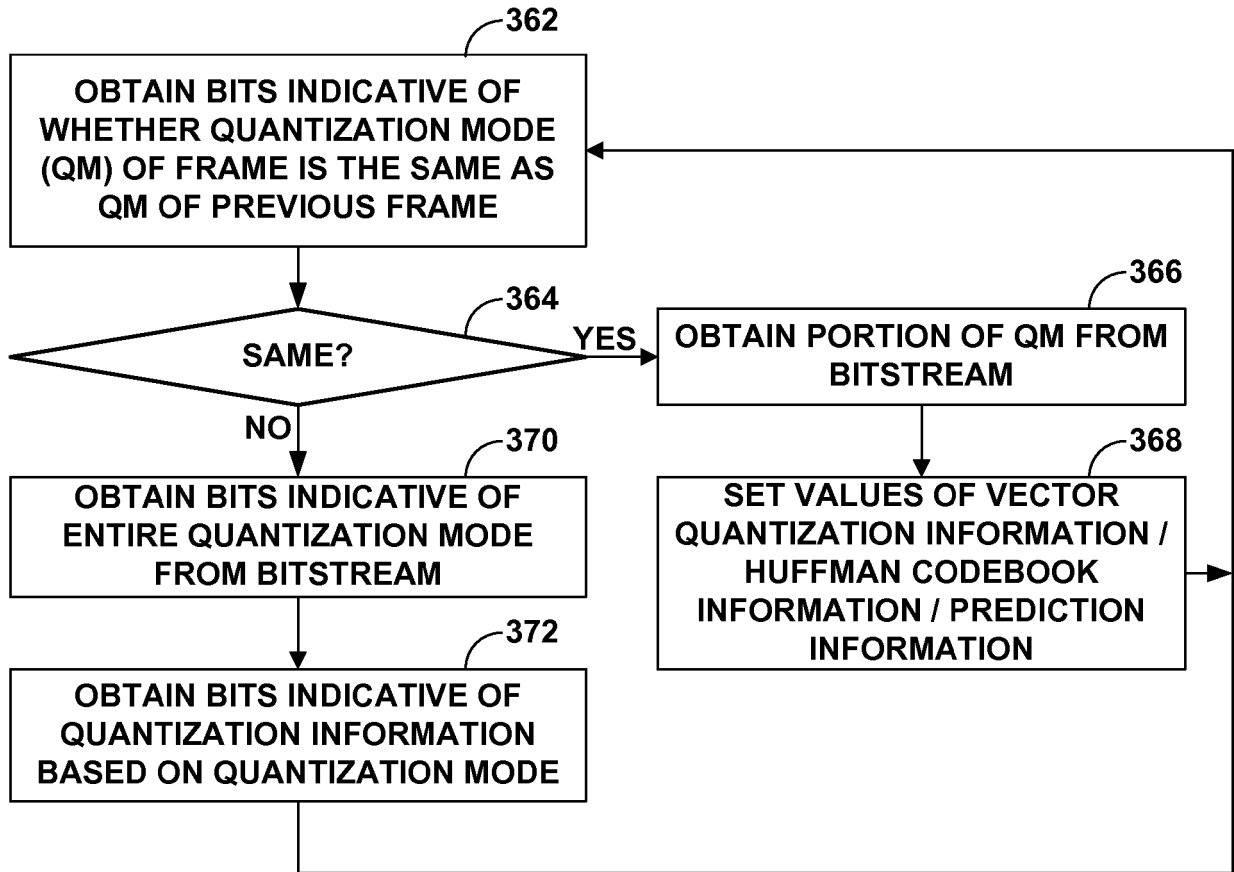 362
OBTAIN BITS INDICATIVE OF
WHETHER QUANTIZATION MODE
(QM) OF FRAME IS THE SAME AS
QM OF PREVIOUS FRAME
364
SAME?
YES
NO
366
OBTAIN PORTION OF QM FROM
BITSTREAM
368
SET VALUES OF VECTOR
QUANTIZATION INFORMATION /
HUFFMAN CODEBOOK
INFORMATION / PREDICTION
INFORMATION
370
OBTAIN BITS INDICATIVE OF
ENTIRE QUANTIZATION MODE
FROM BITSTREAM
372
OBTAIN BITS INDICATIVE OF
QUANTIZATION INFORMATION
BASED ON QUANTIZATION MODE